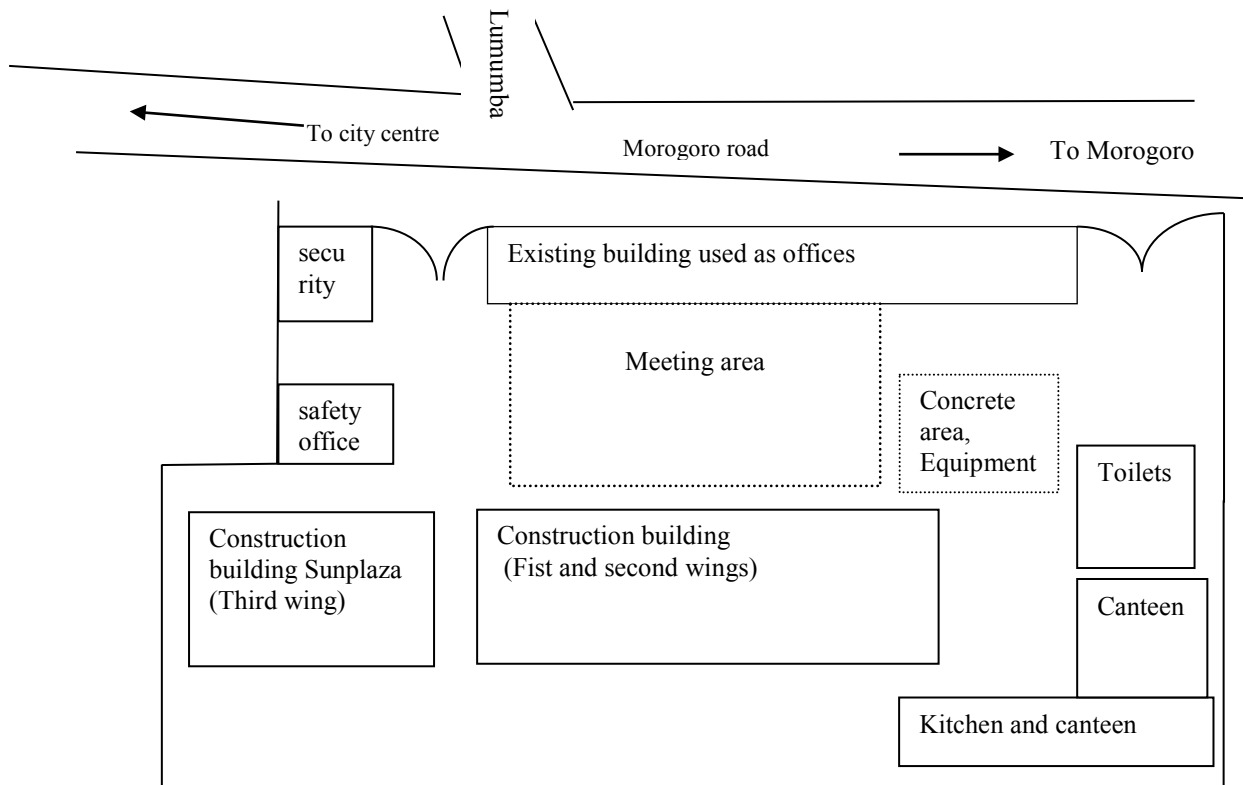 Lumumba
To city centre
Morogoro road
To Morogoro
secu
rity
Existing building used as offices
Meeting area
safety
office
Concrete
area,
Equipment
Toilets
Construction
building Sunplaza
(Third wing)
Construction building
(Fist and second wings)
Canteen
Kitchen and canteen